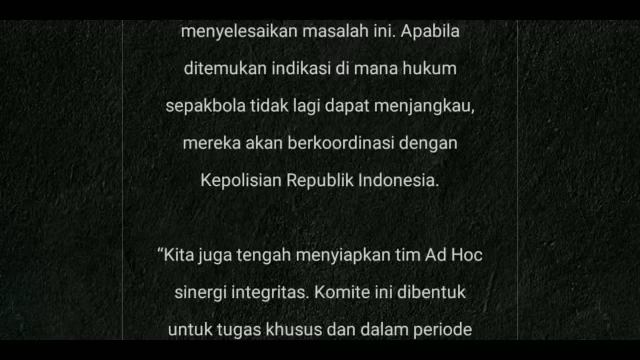 menyelesaikan masalah ini. Apabila
ditemukan indikasi di mana hukum
sepakbola tidak lagi dapat menjangkau,
mereka akan berkoordinasi dengan
Kepolisian Republik Indonesia.
“Kita juga tengah menyiapkan tim Ad Hoc
sinergi integritas. Komite ini dibentuk
untuk tugas khusus dan dalam periode